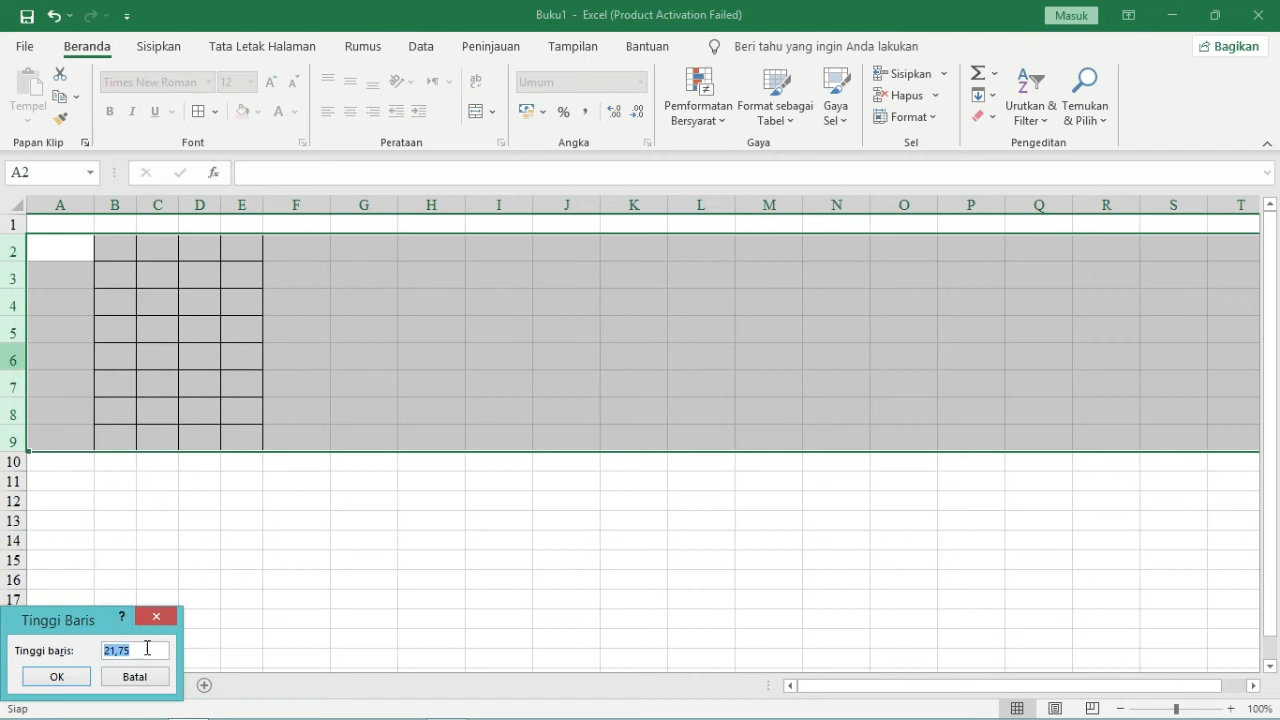 Buku1 - Excel (Product Activation Failed)
Masuk
File Beranda Sisipkan Tata Letak Halaman Rumus Data Peninjauan Tampilan Bantuan Beri tahu yang ingin Anda lakukan Bagikan
Tempel
Papan Klip
Times New Roman 12
B I U
Font
Perataan
Umum
Angka
Pemformatan Bersyarat
Format sebagai Tabel
Gaya Sel
Gaya
Sisipkan
Hapus
Format
Sel
Urutkan & Filter
Temukan & Pilih
Pengeditan
A2
A B C D E F G H I J K L M N O P Q R S T
1
2
3
4
5
6
7
8
9
10
11
12
13
14
15
16
17
Tinggi Baris
Tinggi baris: 21,75
OK Batal
Siap
100%